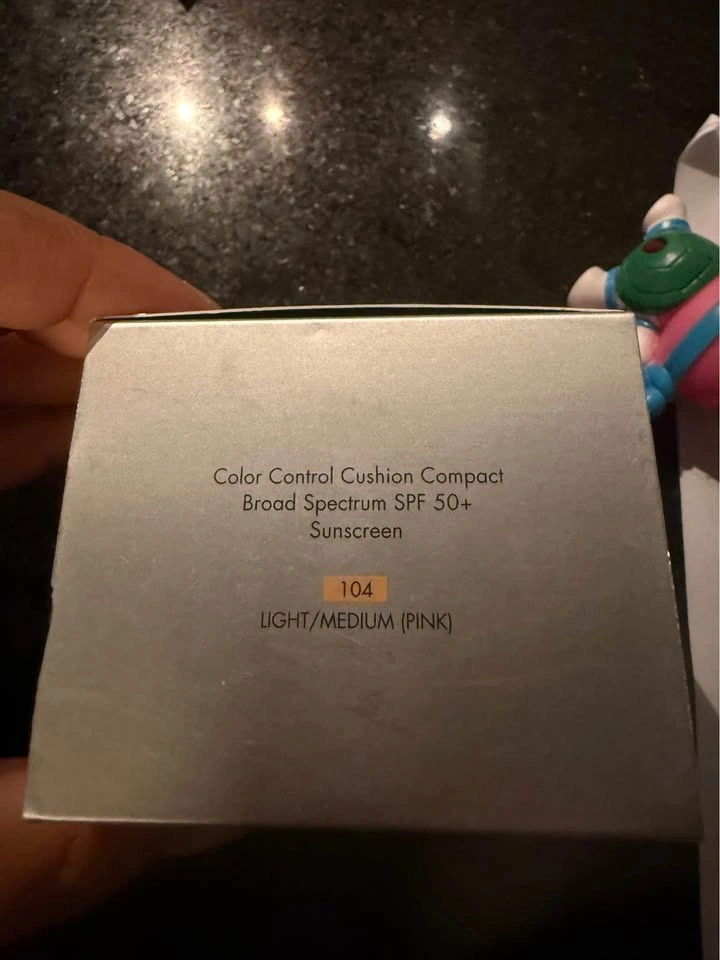 Color Control Cushion Compact
Broad Spectrum SPF 50+
Sunscreen
104
LIGHT/MEDIUM (PINK)